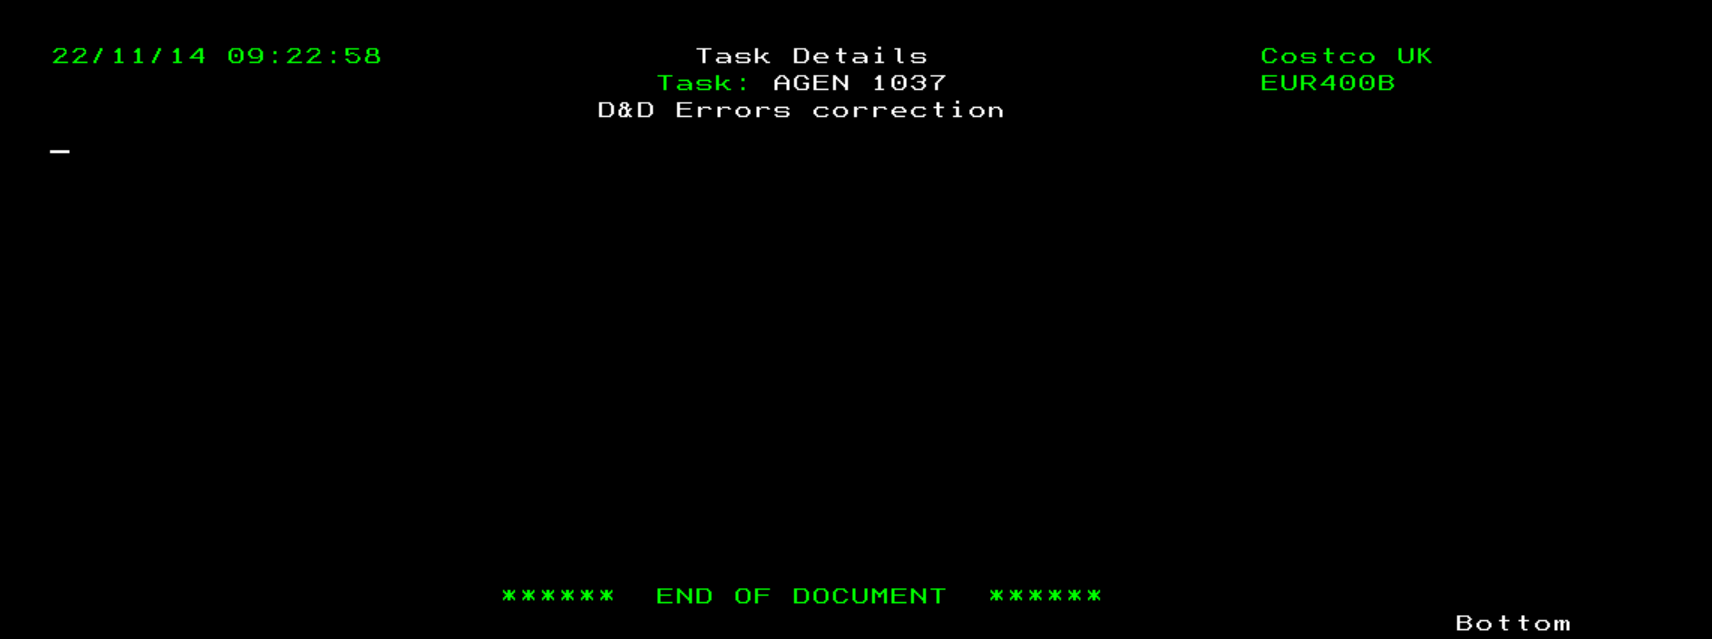 22/11/14 09:22:58 Task Details Costco UK
Task: AGEN 1037 EUR400B
D&D Errors correction
_
****** END OF DOCUMENT ******
Bottom